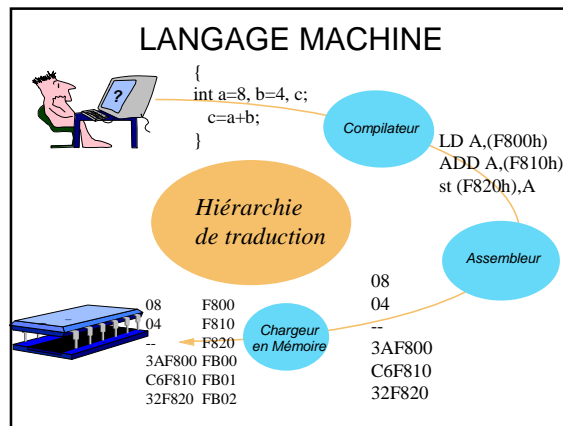 LANGAGE MACHINE
?
{
int a=8, b=4, c;
c=a+b;
}
Compilateur
LD A,(F800h)
ADD A,(F810h)
st (F820h),A
Hiérarchie
de traduction
Assembleur
08
04
--
3AF800
C6F810
32F820
Chargeur
en Mémoire
08 F800
04 F810
-- F820
3AF800 FB00
C6F810 FB01
32F820 FB02